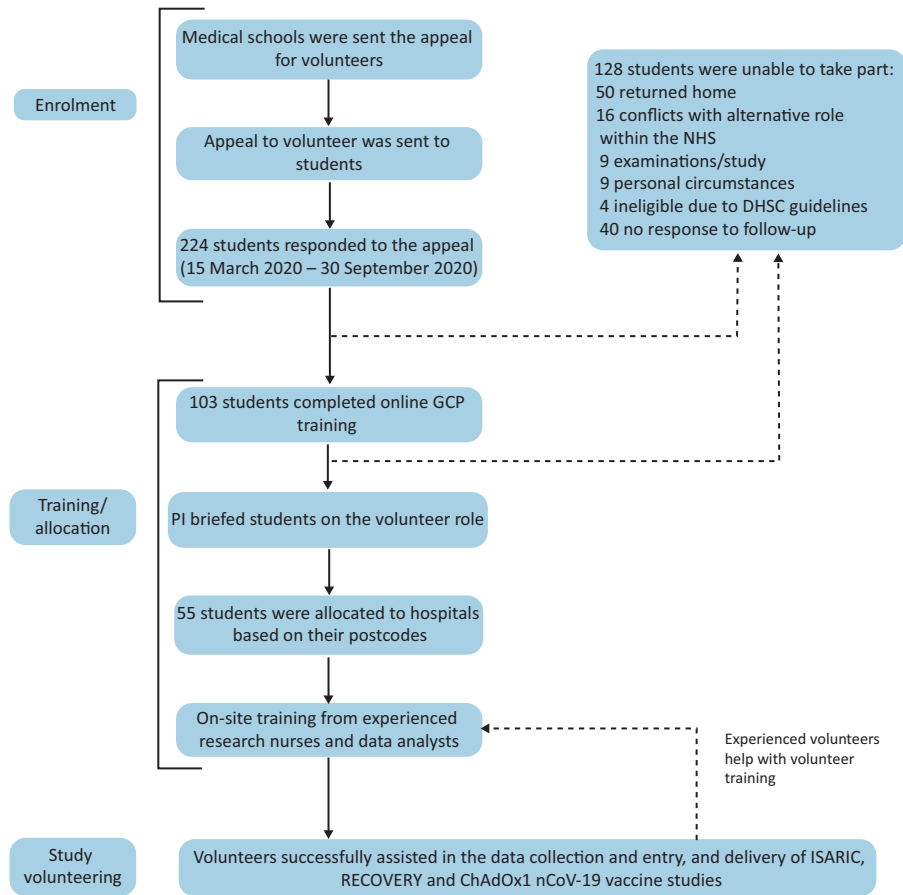 Enrolment
Medical schools were sent the appeal
for volunteers
Appeal to volunteer was sent to
students
224 students responded to the appeal
(15 March 2020 – 30 September 2020)
128 students were unable to take part:
50 returned home
16 conflicts with alternative role
within the NHS
9 examinations/study
9 personal circumstances
4 ineligible due to DHSC guidelines
40 no response to follow-up
Training/
allocation
103 students completed online GCP
training
PI briefed students on the volunteer role
55 students were allocated to hospitals
based on their postcodes
On-site training from experienced
research nurses and data analysts
Experienced volunteers
help with volunteer
training
Study
volunteering
Volunteers successfully assisted in the data collection and entry, and delivery of ISARIC,
RECOVERY and ChAdOx1 nCoV-19 vaccine studies